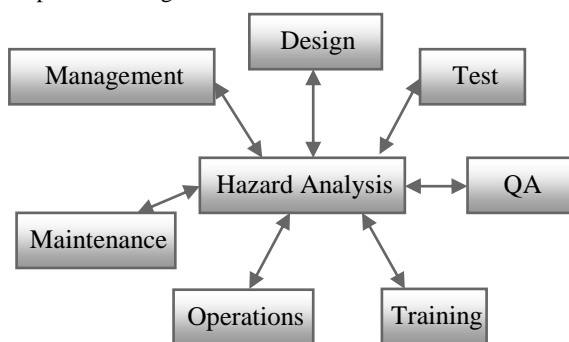 Design
Management
Test
Hazard Analysis
QA
Maintenance
Operations
Training